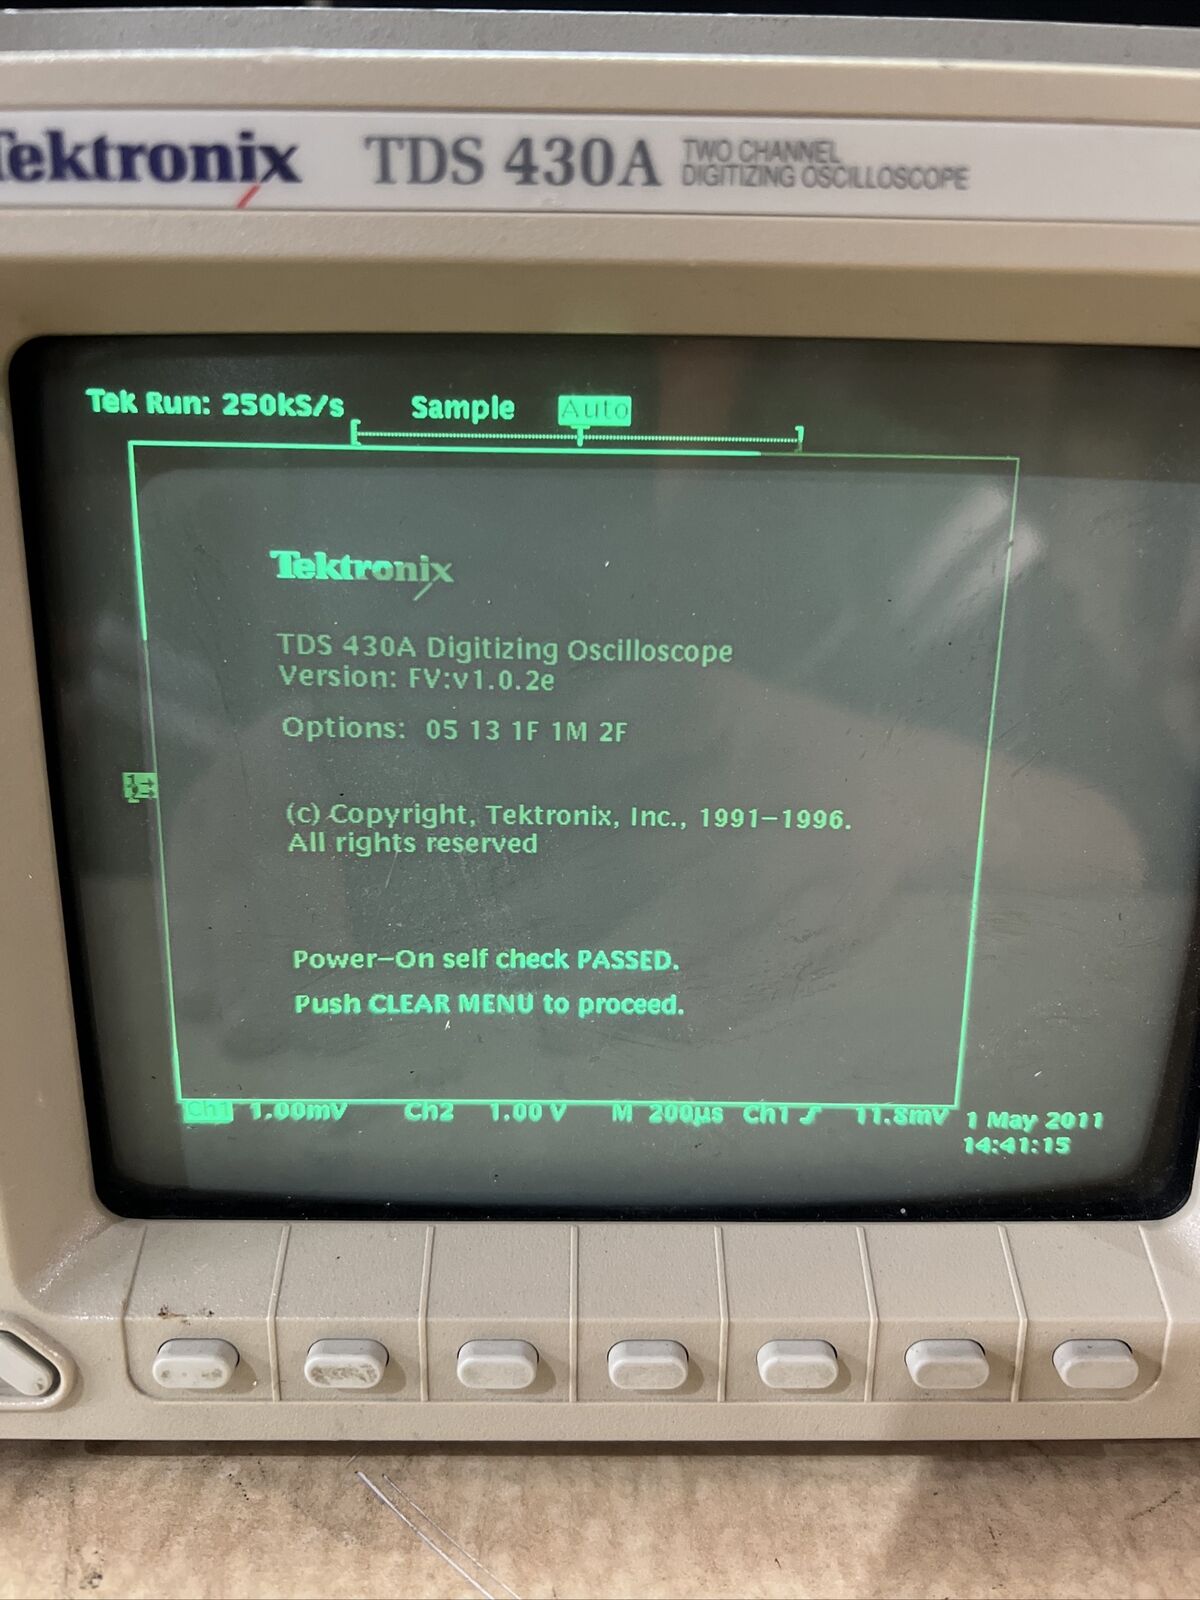 Tektronix TDS 430A TWO CHANNEL
DIGITIZING OSCILLOSCOPE
Tek Run: 250kS/s Sample Auto
Tektronix
TDS 430A Digitizing Oscilloscope
Version: FV:v1.0.2e
Options: 05 13 1F 1M 2F
(c) Copyright, Tektronix, Inc., 1991-1996.
All rights reserved
Power-On self check PASSED.
Push CLEAR MENU to proceed.
Ch1 1.00mV Ch2 1.00 V M 200µs Ch1 11.8mV 1 May 2011
14:41:15